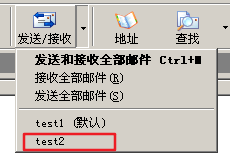 发送/接收 地址 查找
发送和接收全部邮件 Ctrl+M
接收全部邮件(R)
发送全部邮件(S)
test1 (默认)
test2